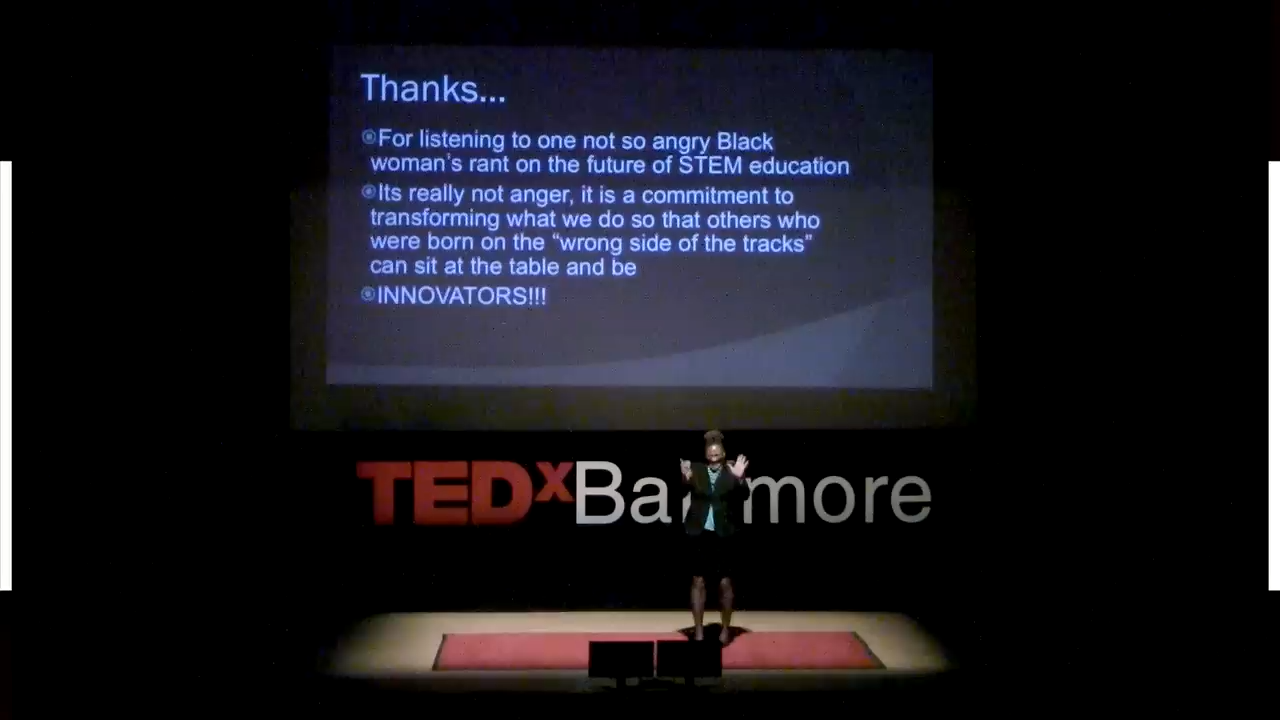 Thanks...
For listening to one not so angry Black
woman's rant on the future of STEM education
Its really not anger, it is a commitment to
transforming what we do so that others who
were born on the “wrong side of the tracks”
can sit at the table and be
INNOVATORS!!!
TEDxBa more